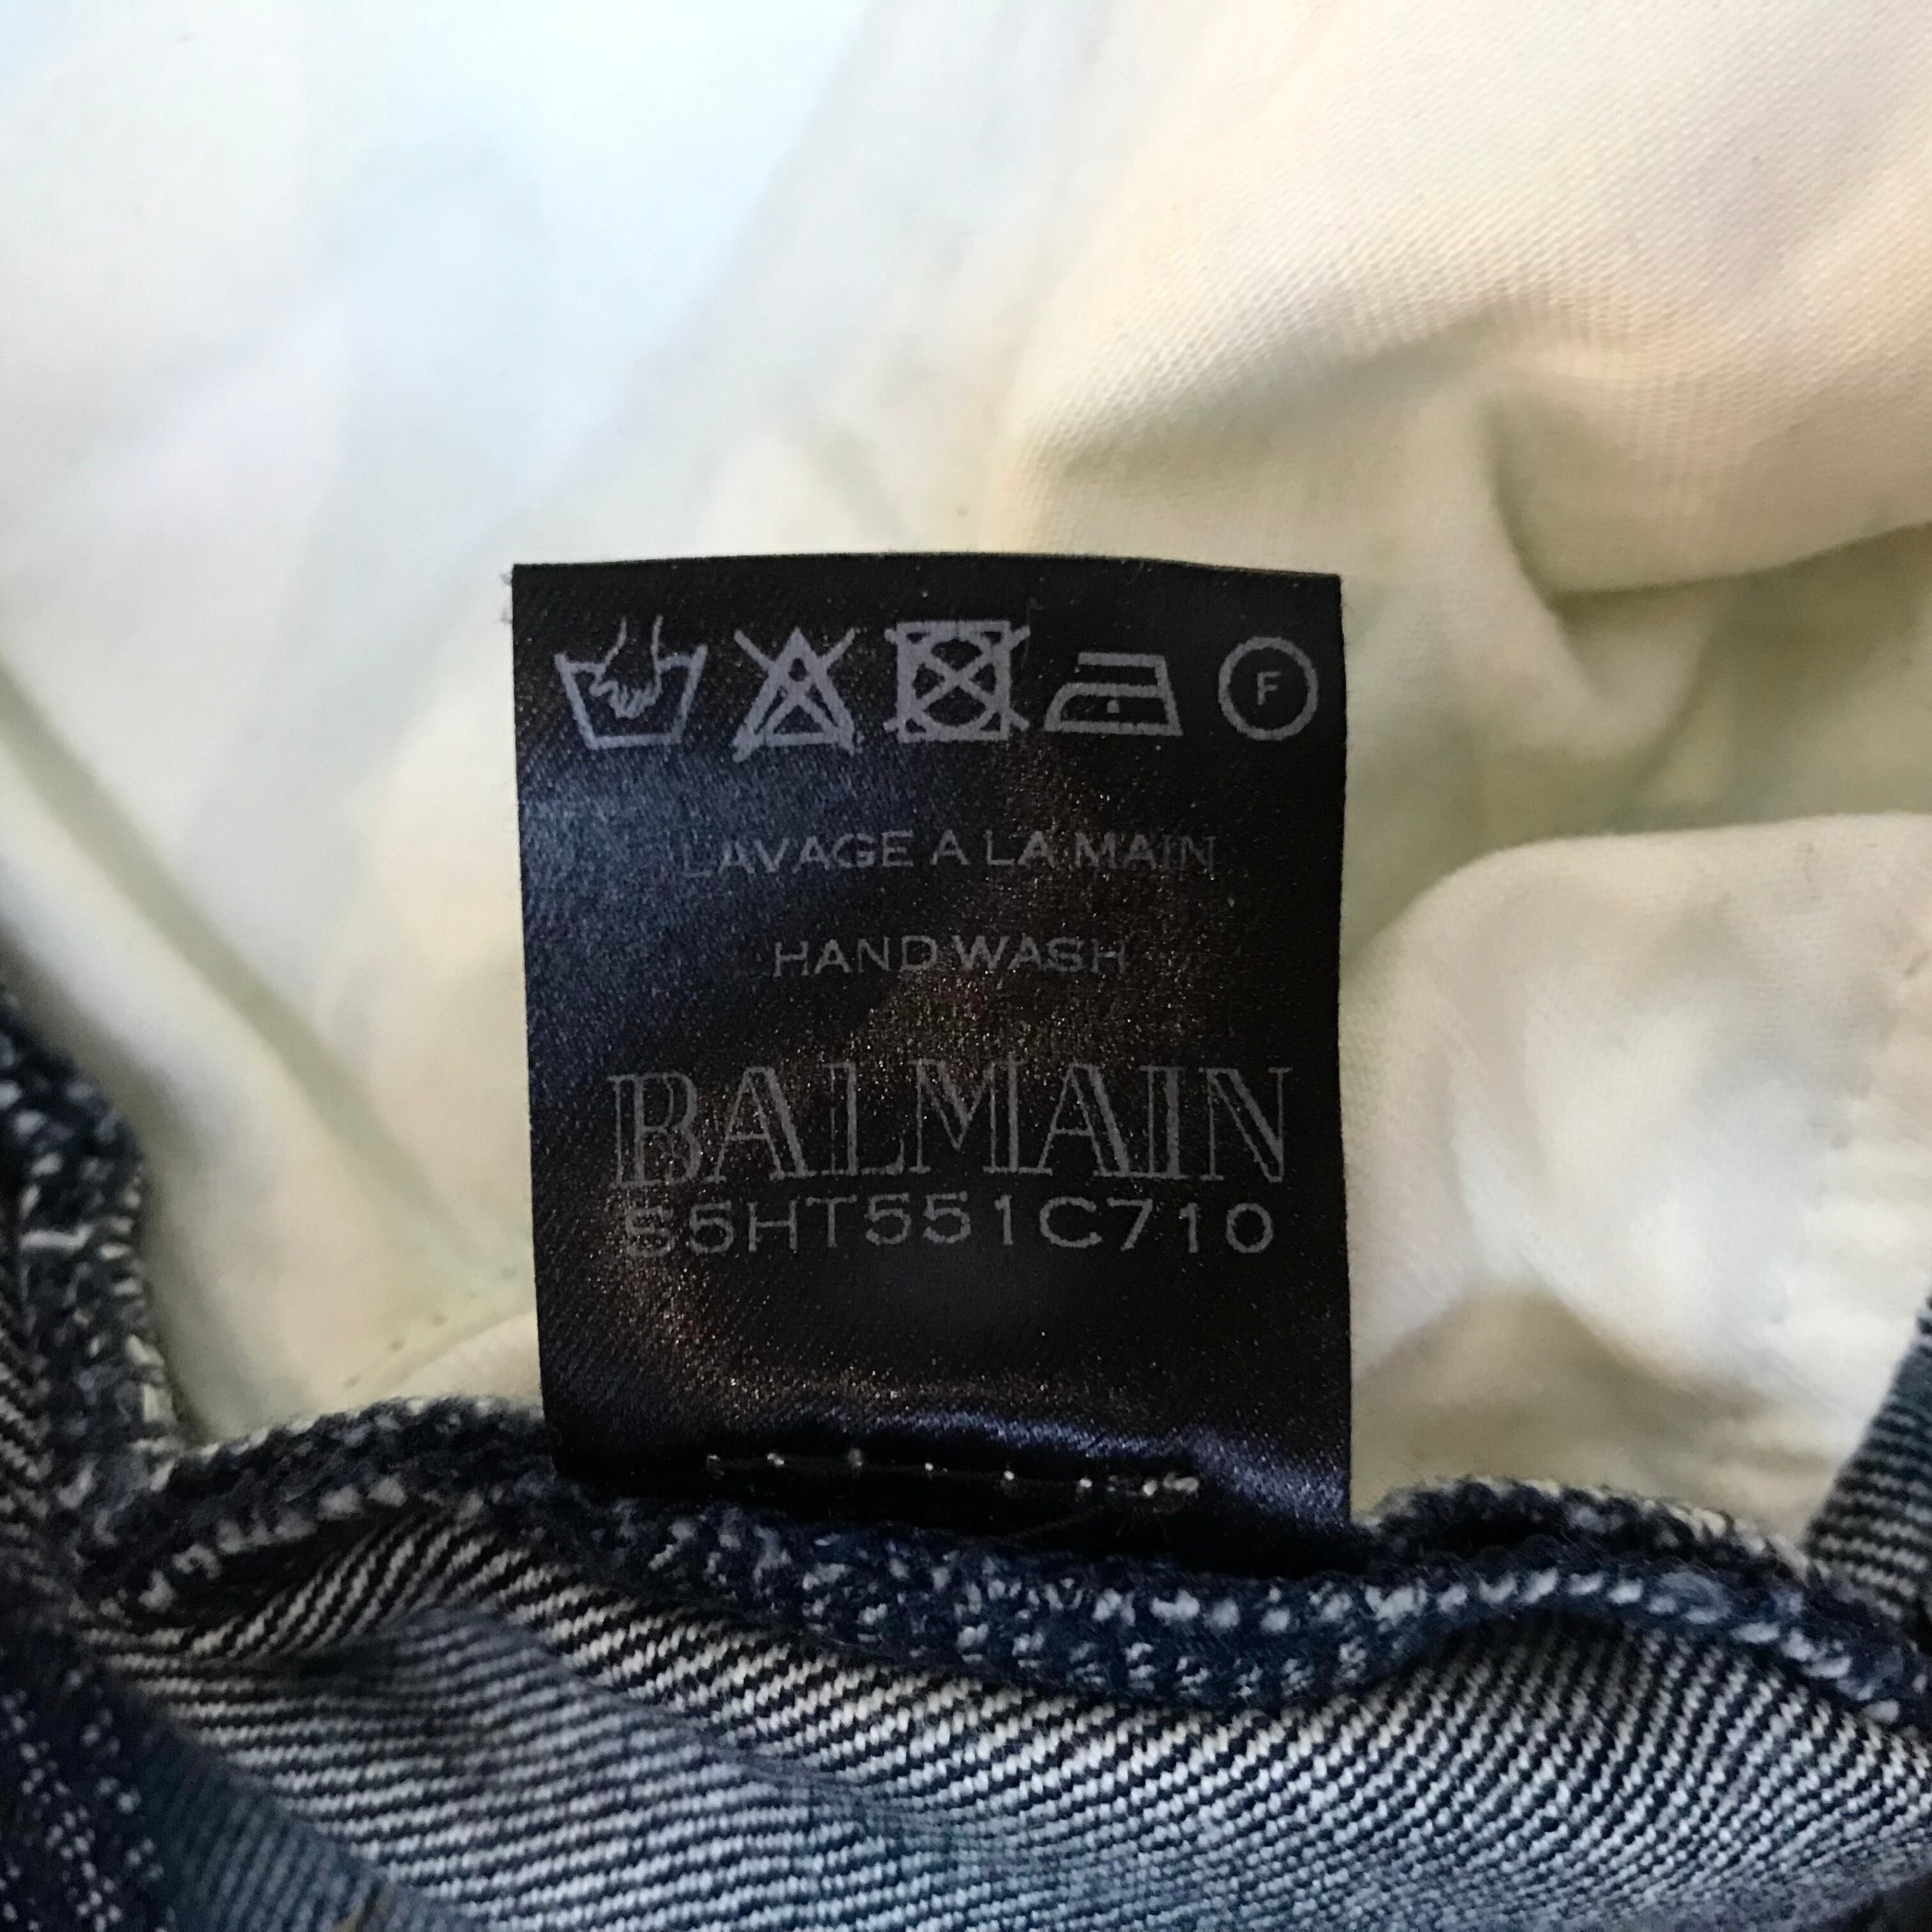 F
LAVAGE A LA MAIN
HAND WASH
BALMAIN
S5HT551C710